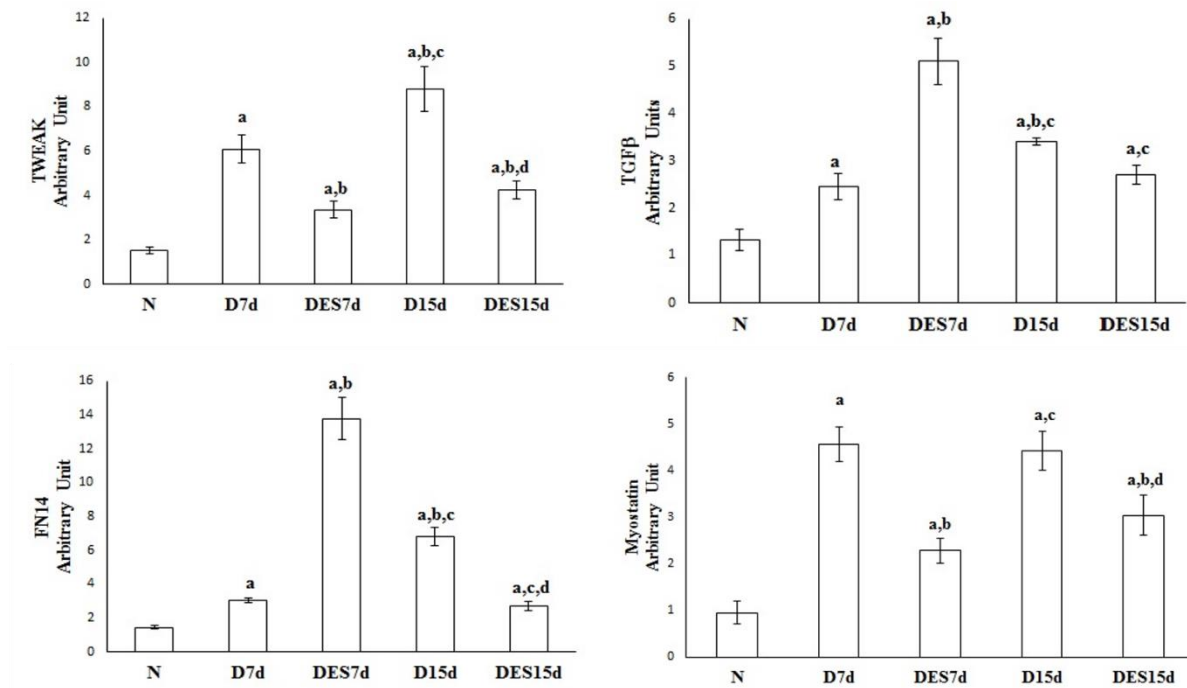 12
10
8
6
4
2
0
TWEAK
Arbitrary Unit
a
a,b
a,b,c
a,b,d
N D7d DES7d D15d DES15d
6
5
4
3
2
1
0
TGFβ
Arbitrary Units
a
a,b
a,b,c
a,c
N D7d DES7d D15d DES15d
16
14
12
10
8
6
4
2
0
FN14
Arbitrary Unit
a
a,b
a,b,c
a,c,d
N D7d DES7d D15d DES15d
6
5
4
3
2
1
0
Myostatin
Arbitrary Unit
a
a,b
a,c
a,b,d
N D7d DES7d D15d DES15d